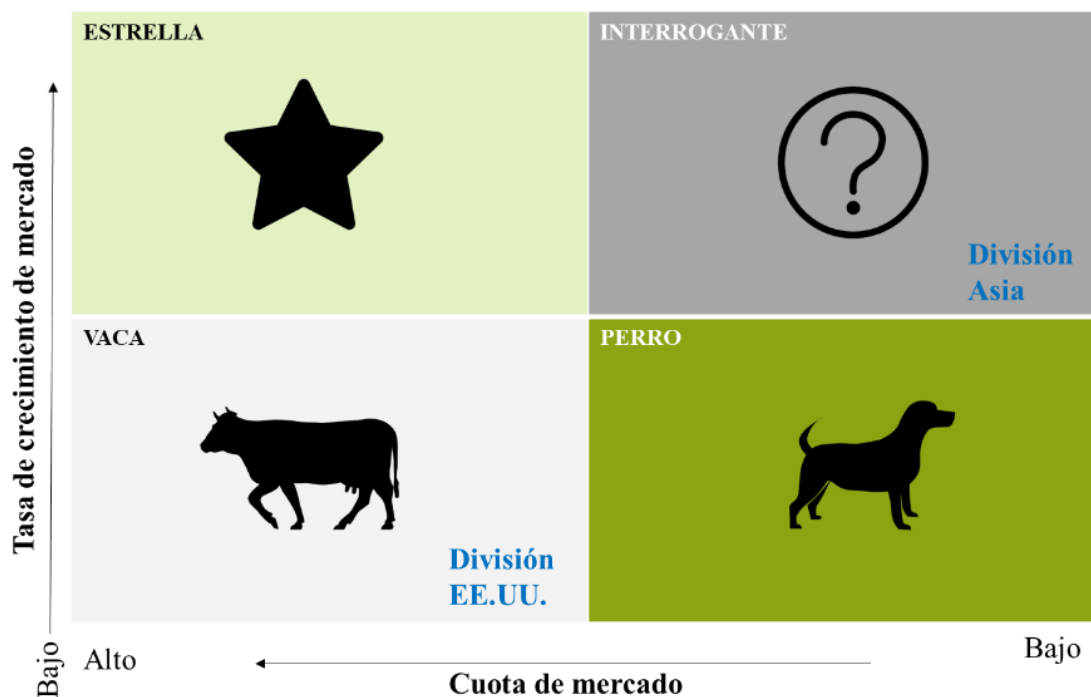 ESTRELLA
INTERROGANTE
?
División
Asia
VACA
PERRO
División
EE.UU.
Tasa de crecimiento de mercado
Bajo
Alto
Bajo
Cuota de mercado